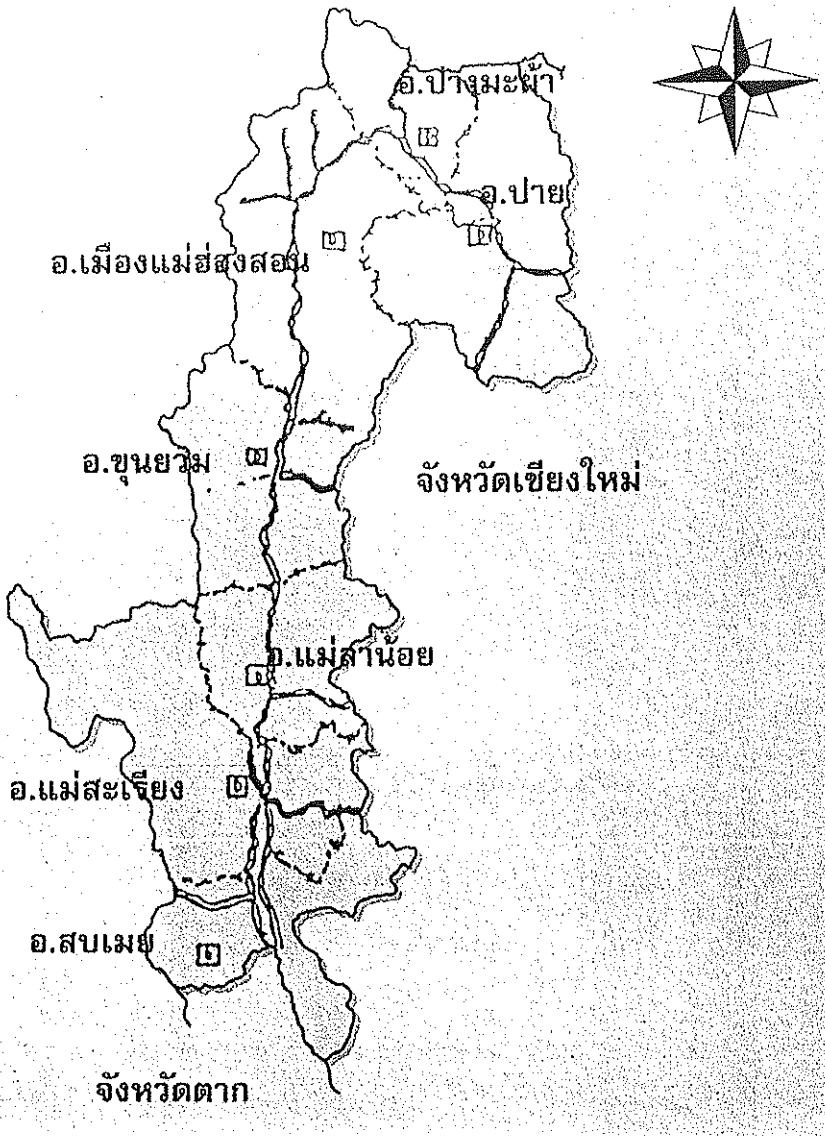 อ.ปางมะผ้า
อ.ปาย
อ.เมืองแม่ฮ่องสอน
อ.ขุนยวม
จังหวัดเชียงใหม่
อ.แม่ลาน้อย
อ.แม่สะเรียง
อ.สบเมย
จังหวัดตาก